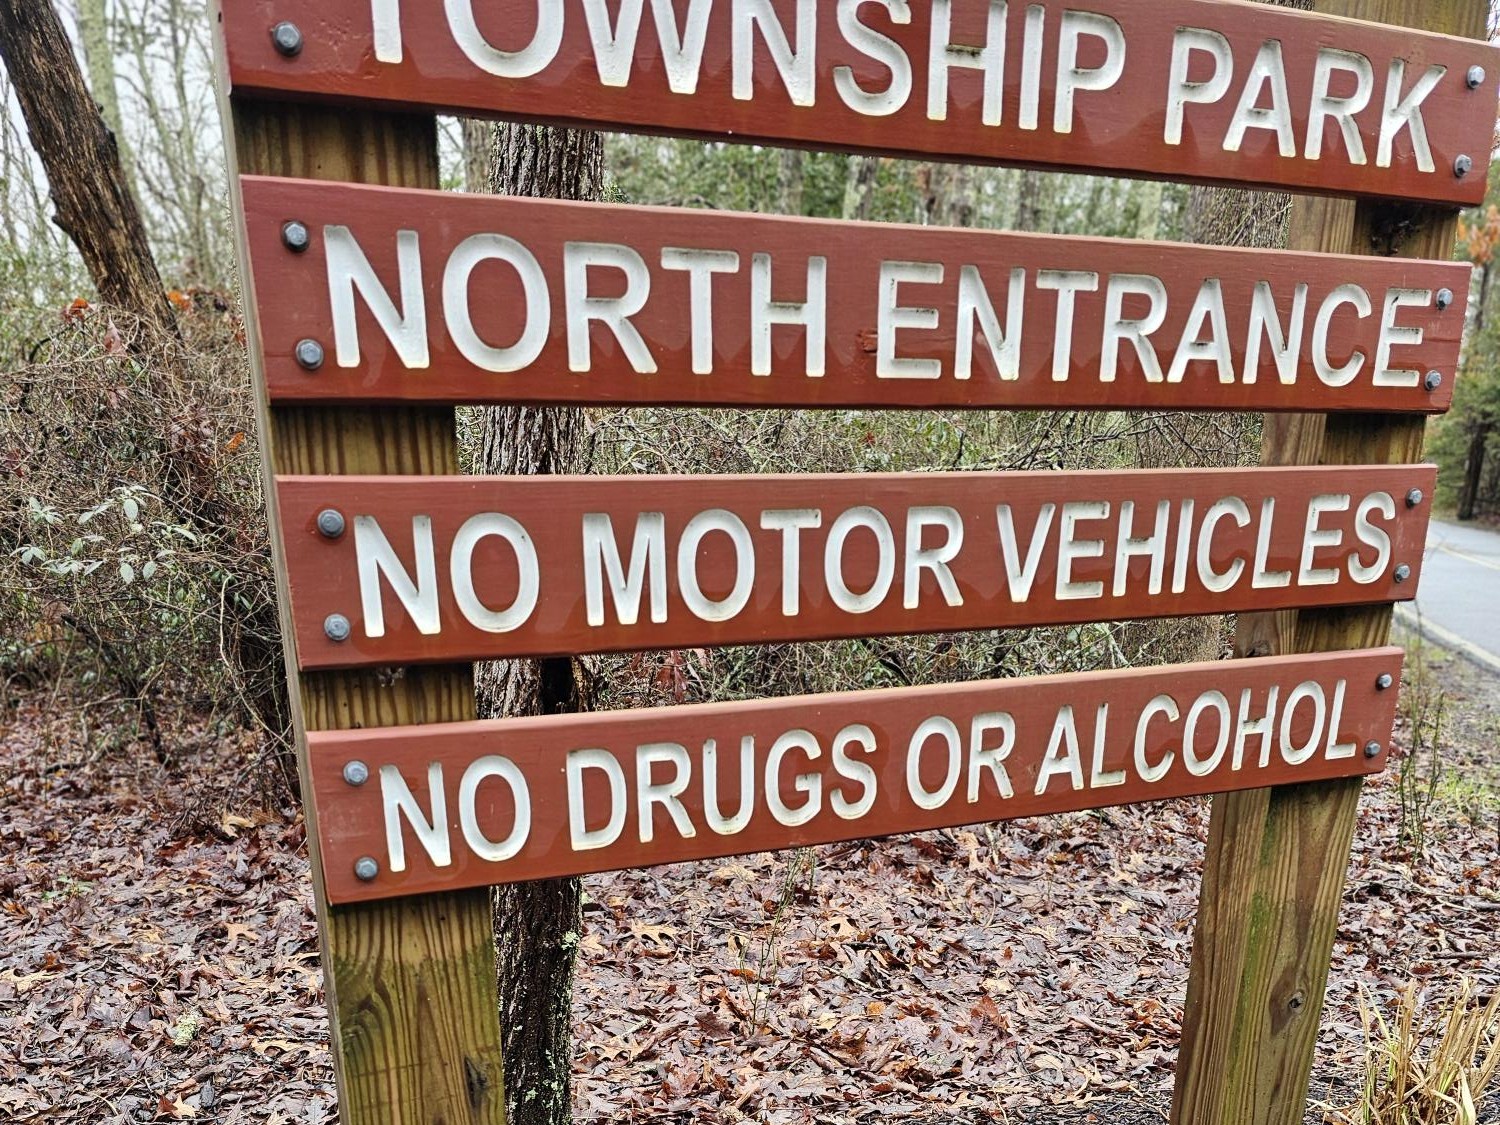 TOWNSHIP PARK
NORTH ENTRANCE
NO MOTOR VEHICLES
NO DRUGS OR ALCOHOL